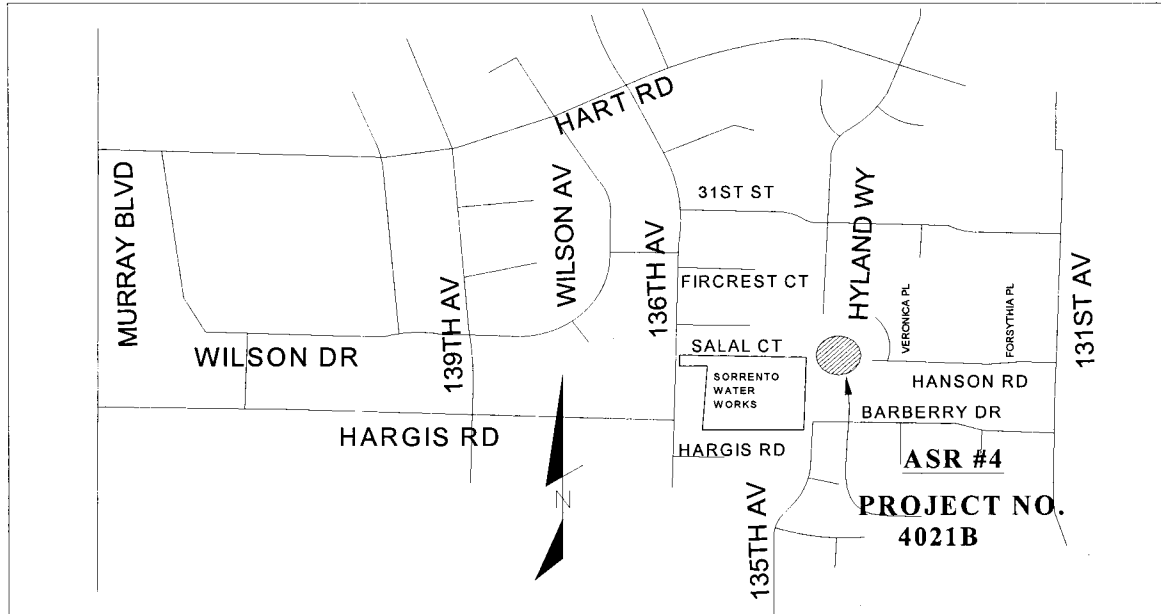 HART RD
MURRAY BLVD
WILSON AV
31ST ST
HYLAND WY
136TH AV
FIRCREST CT
139TH AV
VERONICA PL
FORSYTHIA PL
131ST AV
WILSON DR
SALAL CT
SORRENTO
WATER
WORKS
HANSON RD
BARBERRY DR
HARGIS RD
HARGIS RD
ASR #4
N
135TH AV
PROJECT NO.
4021B